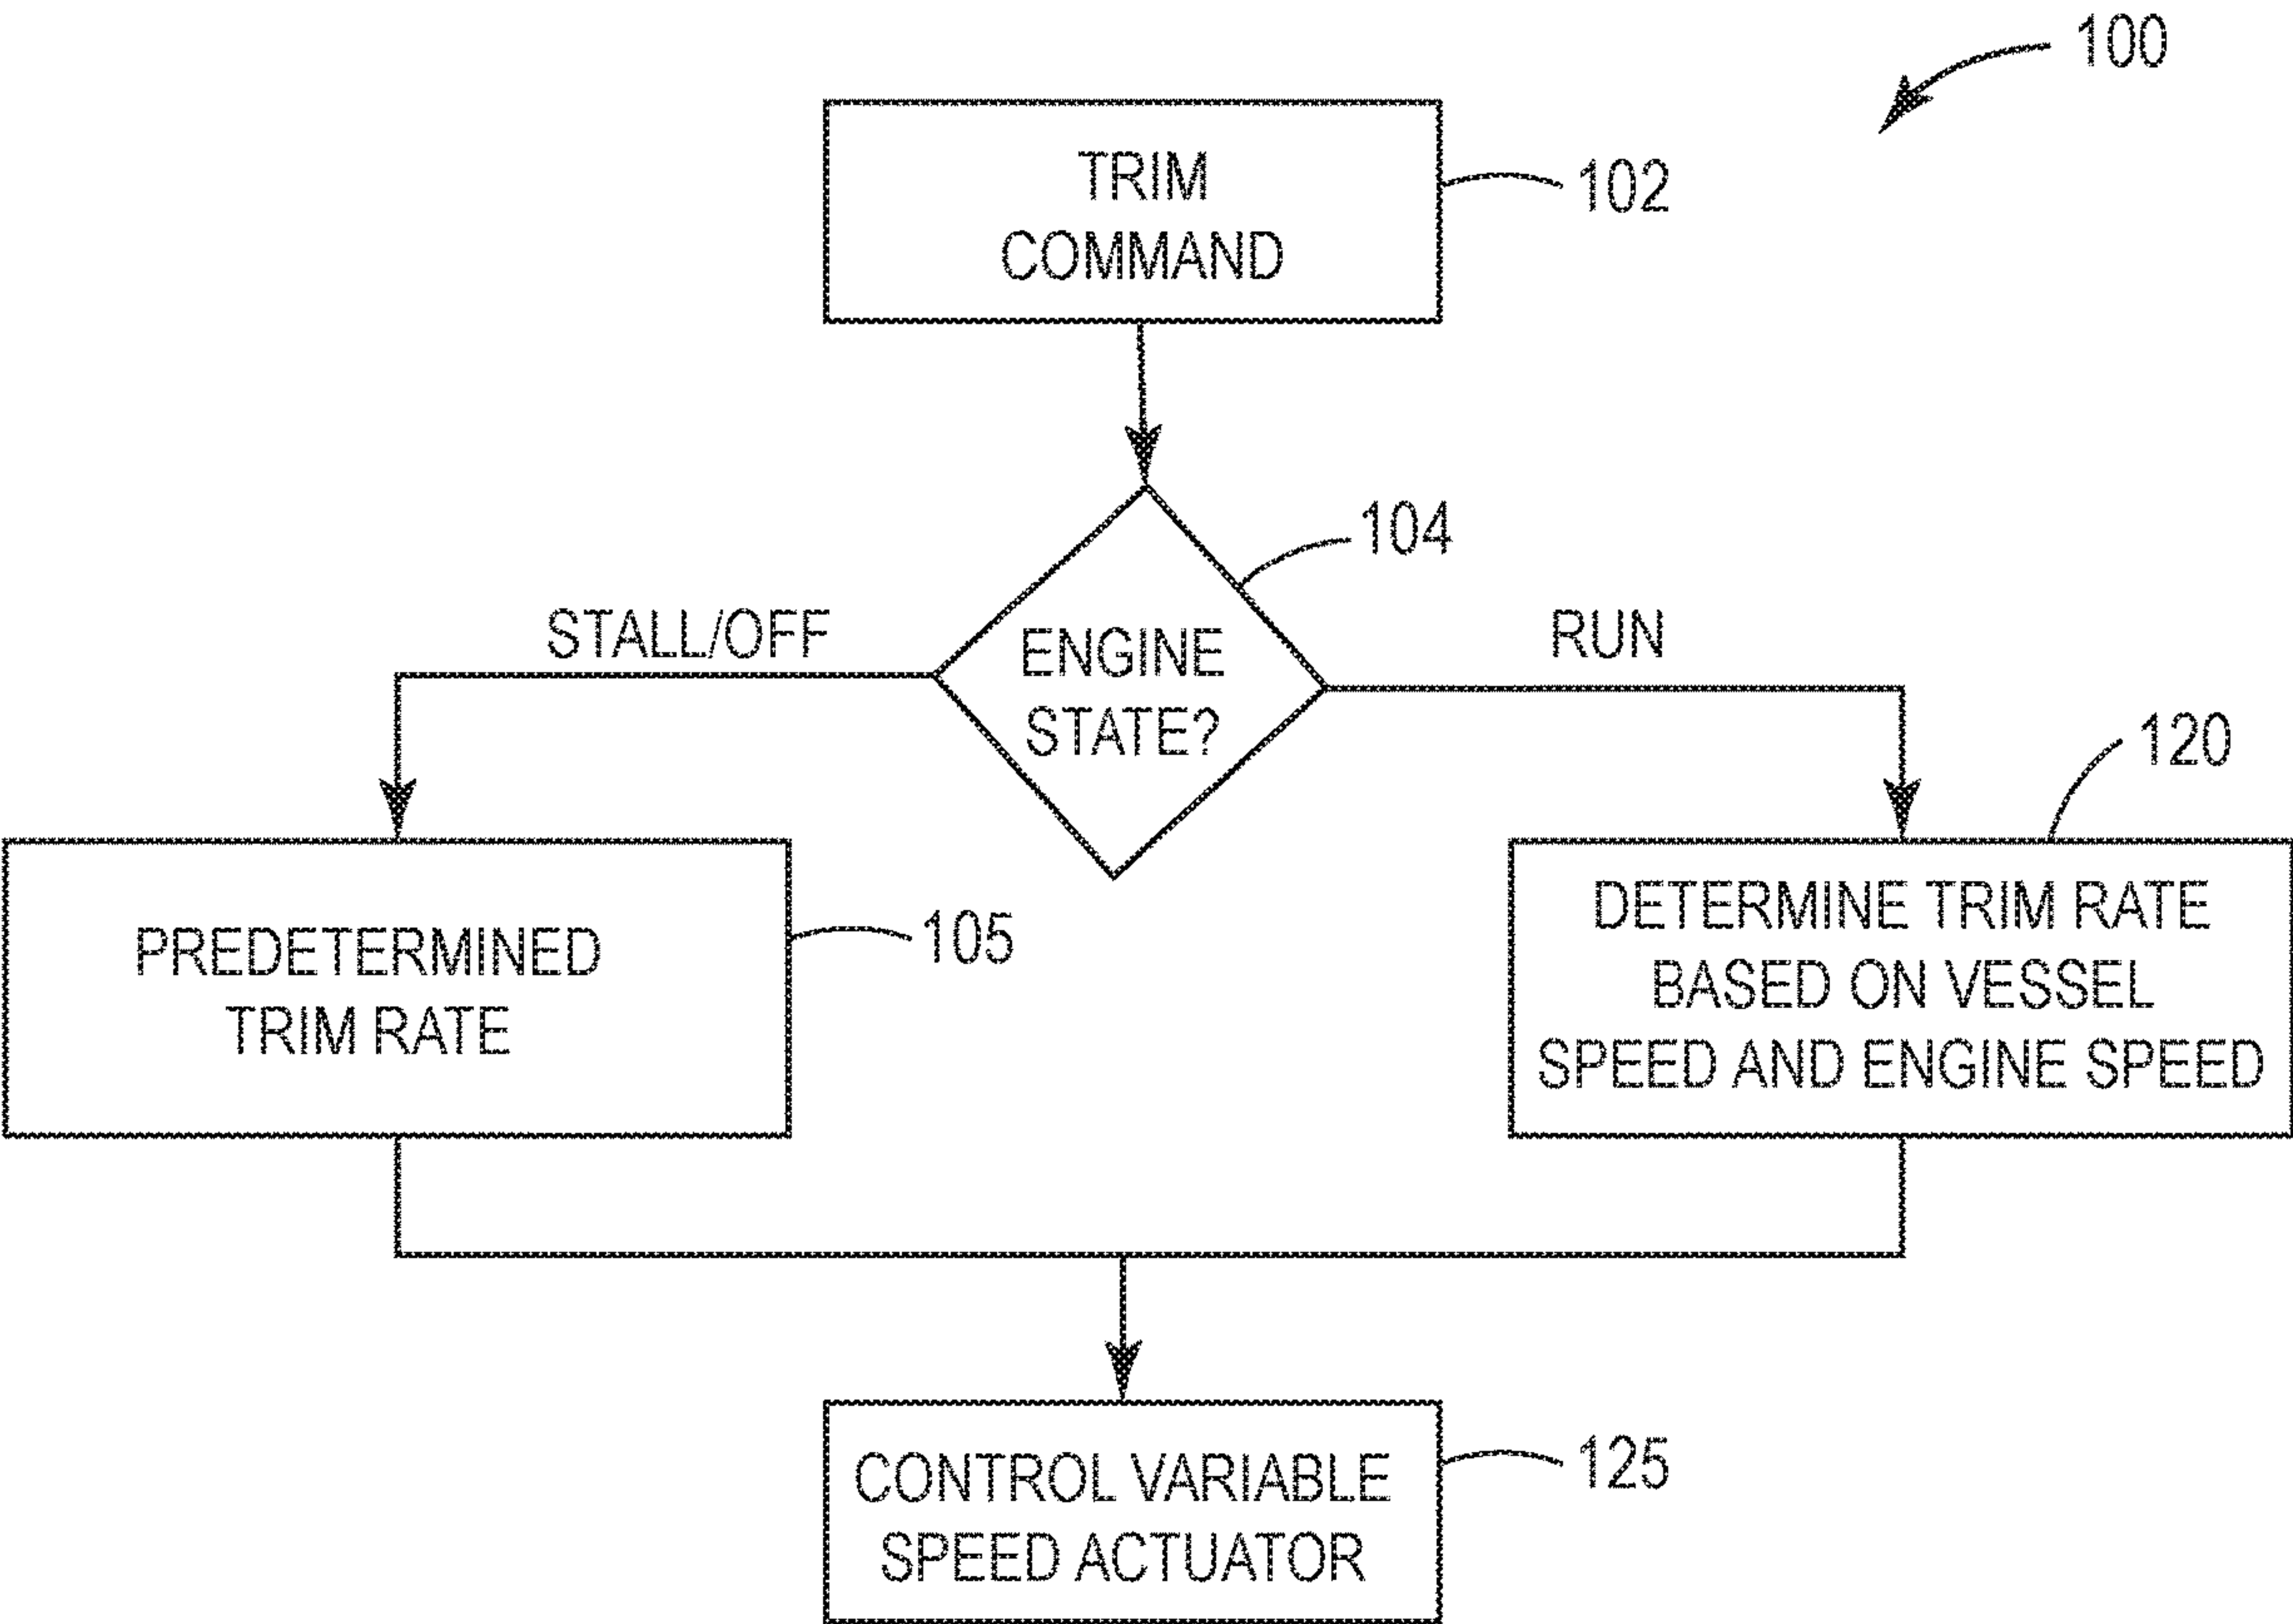 100
TRIM
COMMAND
102
104
STALL/OFF
ENGINE
STATE?
RUN
120
PREDETERMINED
TRIM RATE
105
DETERMINE TRIM RATE
BASED ON VESSEL
SPEED AND ENGINE SPEED
CONTROL VARIABLE
SPEED ACTUATOR
125